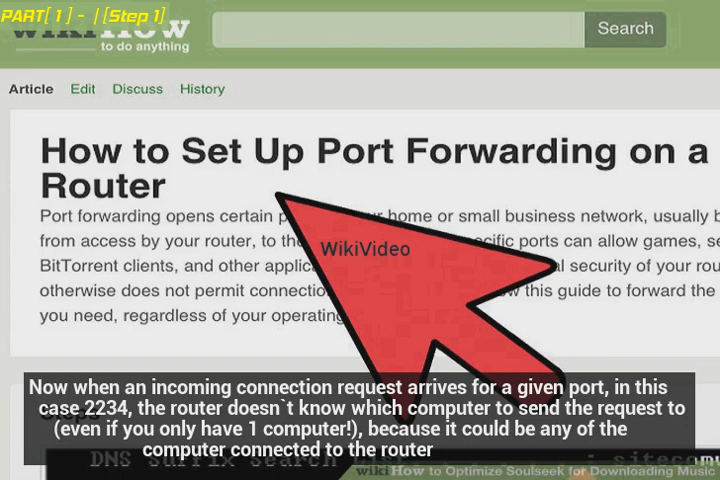 PART[ 1 ] - | [Step 1]
wikiHow
to do anything
Search
Article Edit Discuss History
How to Set Up Port Forwarding on a
Router
Port forwarding opens certain home or small business network, usually
from access by your router, to the ports can allow games,
BitTorrent clients, and other security of your
WikiVideo
otherwise does not permit this guide to forward the
you need, regardless of your operating
Now when an incoming connection request arrives for a given port, in this
case 2234, the router doesn`t know which computer to send the request to
(even if you only have 1 computer!), because it could be any of the
computer connected to the router
DNS Suffix Search
wiki How to Optimize Soulseek for Downloading Music